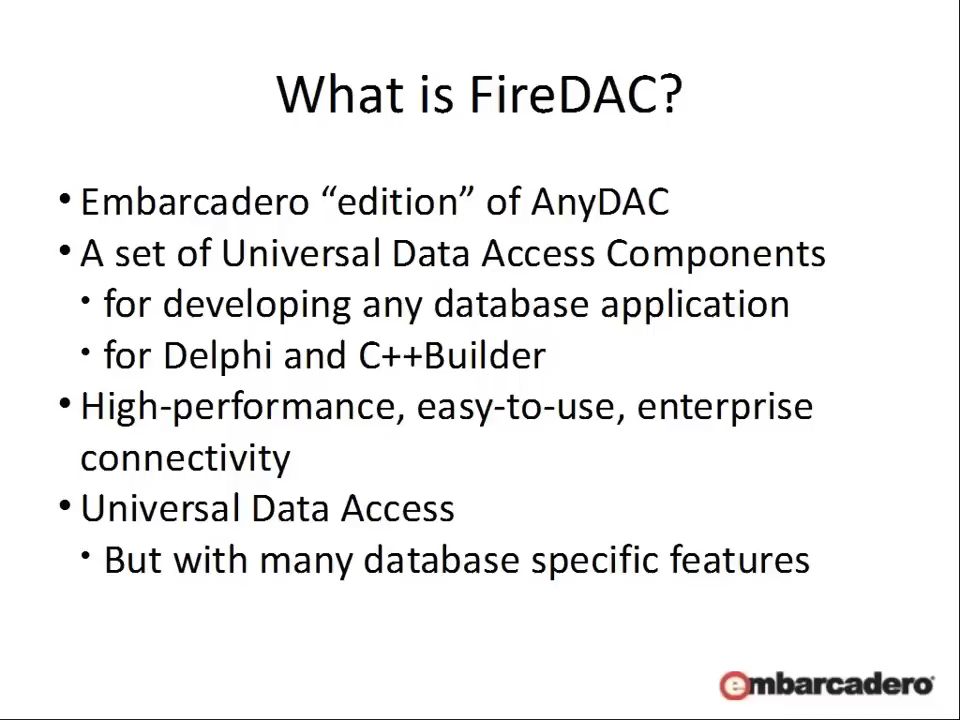 What is FireDAC?
• Embarcadero “edition” of AnyDAC
• A set of Universal Data Access Components
• for developing any database application
• for Delphi and C++Builder
• High-performance, easy-to-use, enterprise
connectivity
• Universal Data Access
• But with many database specific features
embarcadero